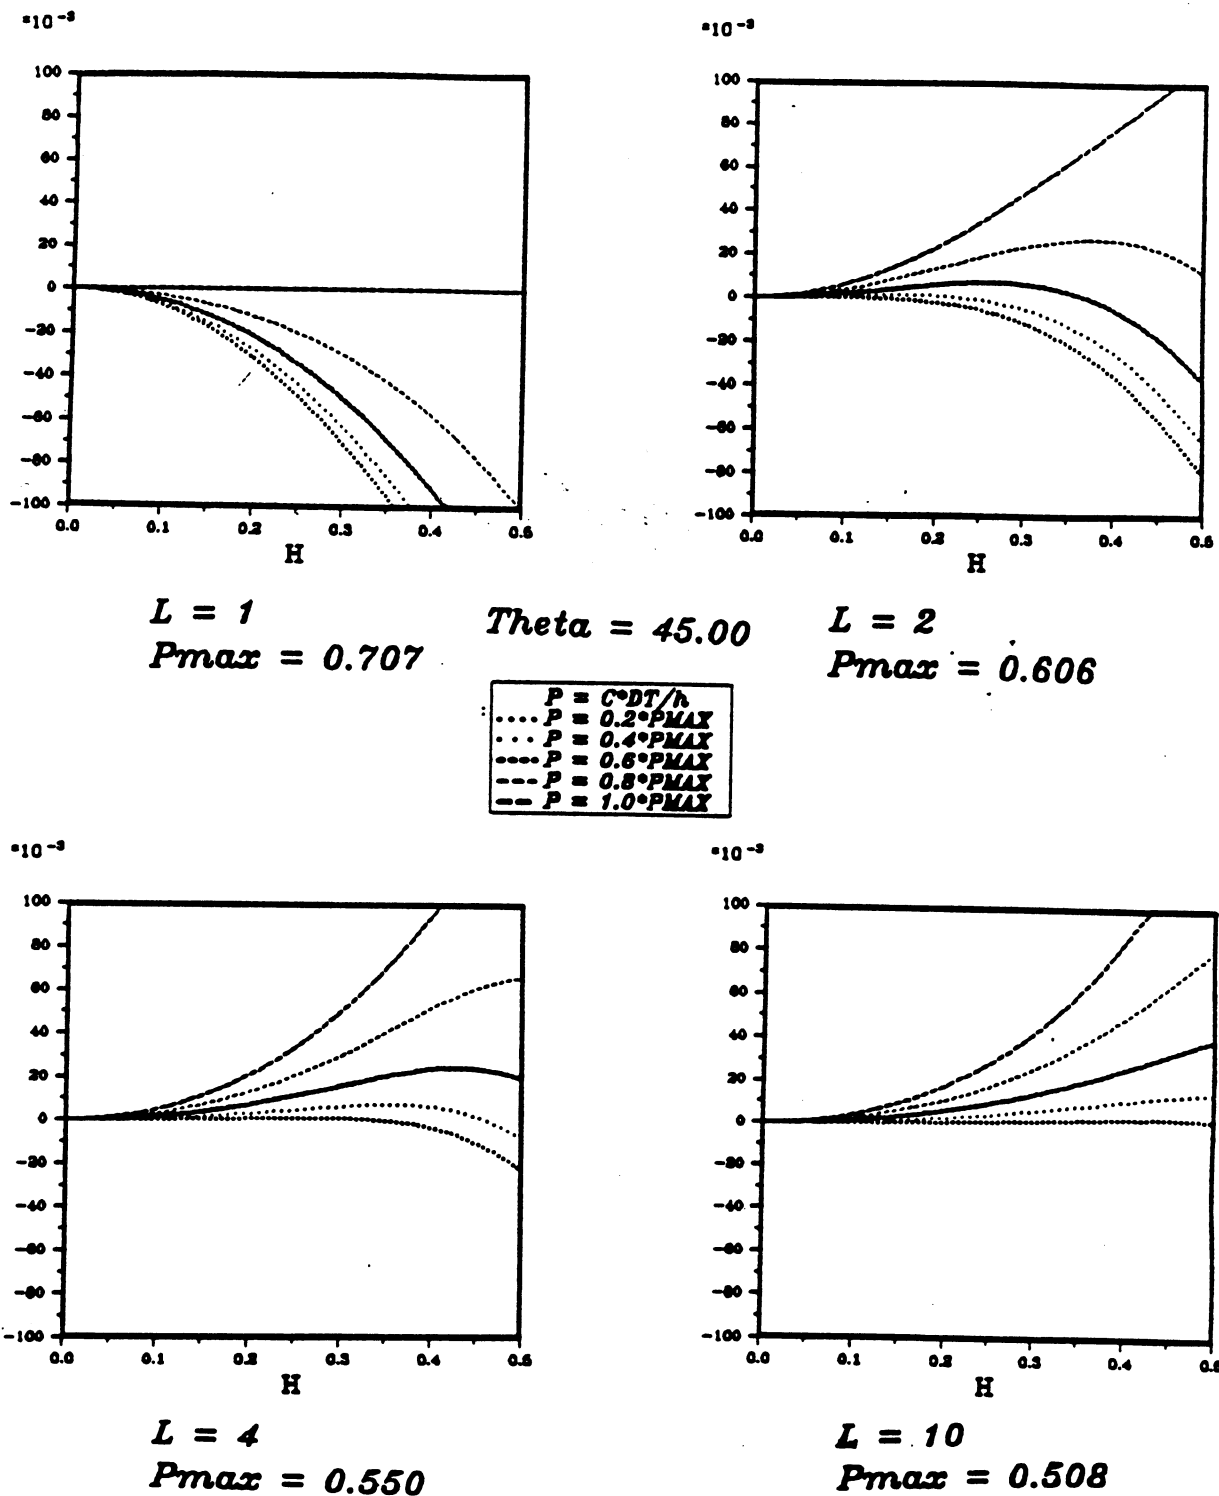 *10 -3
100
80
60
40
20
0
-20
-40
-60
-80
-100
0.0 0.1 0.2 0.3 0.4 0.5
H
L = 1
Pmax = 0.707
*10 -3
100
80
60
40
20
0
-20
-40
-60
-80
-100
0.0 0.1 0.2 0.3 0.4 0.5
H
L = 2
Pmax = 0.606
Theta = 45.00
P = C*DT/h
P = 0.2*PMAX
P = 0.4*PMAX
P = 0.6*PMAX
P = 0.8*PMAX
P = 1.0*PMAX
*10 -3
100
80
60
40
20
0
-20
-40
-60
-80
-100
0.0 0.1 0.2 0.3 0.4 0.5
H
L = 4
Pmax = 0.550
*10 -3
100
80
60
40
20
0
-20
-40
-60
-80
-100
0.0 0.1 0.2 0.3 0.4 0.5
H
L = 10
Pmax = 0.508